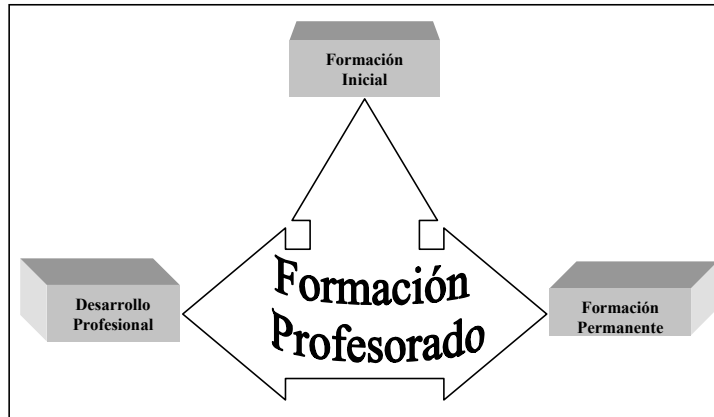 Formación
Inicial
Formación
Profesorado
Desarrollo
Profesional
Formación
Permanente